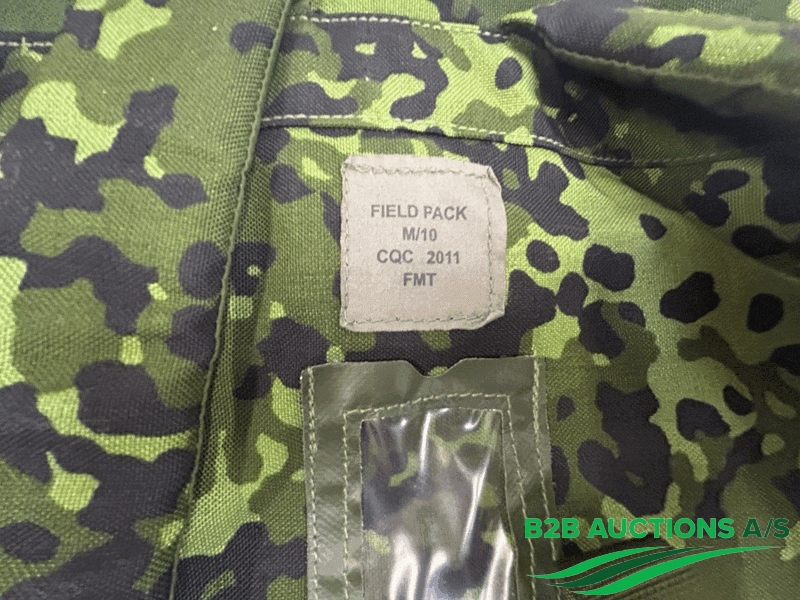 FIELD PACK
M/10
CQC 2011
FMT
B2B AUCTIONS A/S